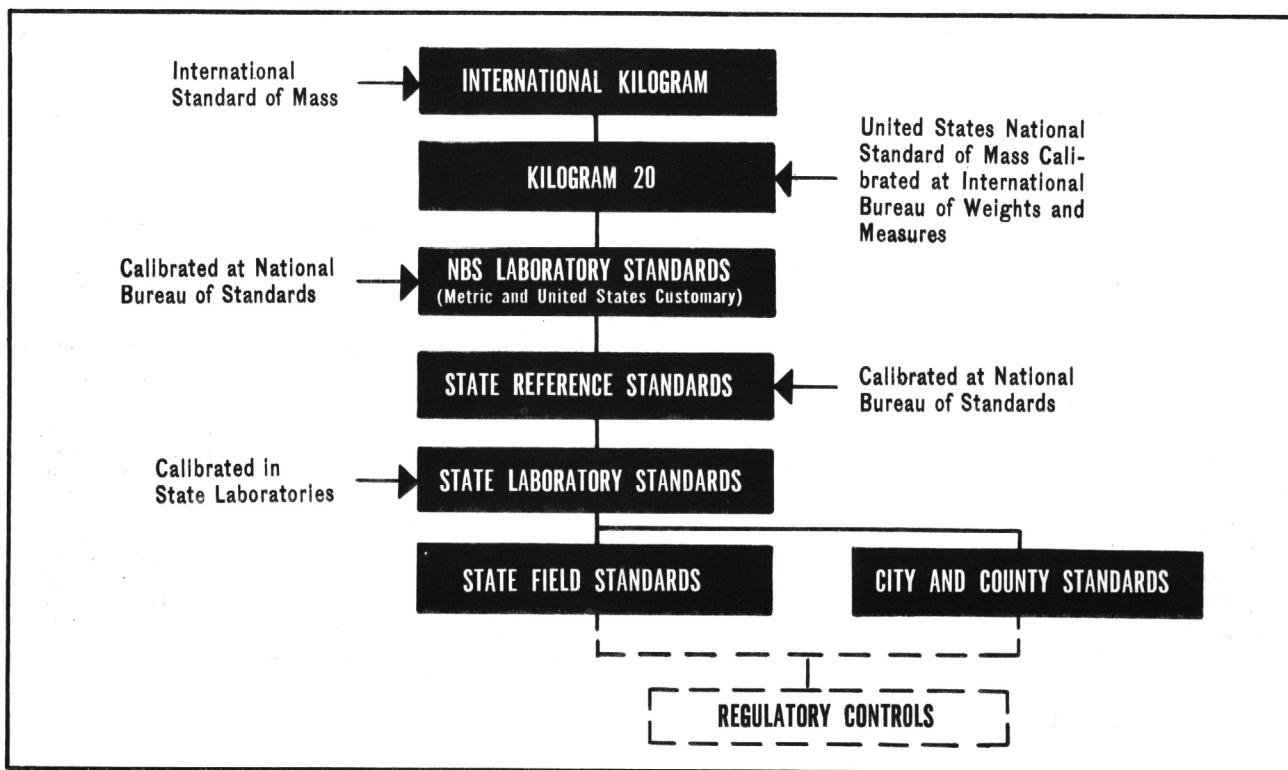 International
Standard of Mass
INTERNATIONAL KILOGRAM
KILOGRAM 20
United States National
Standard of Mass Cali-
brated at International
Bureau of Weights and
Measures
Calibrated at National
Bureau of Standards
NBS LABORATORY STANDARDS
(Metric and United States Customary)
STATE REFERENCE STANDARDS
Calibrated at National
Bureau of Standards
Calibrated in
State Laboratories
STATE LABORATORY STANDARDS
STATE FIELD STANDARDS
CITY AND COUNTY STANDARDS
REGULATORY CONTROLS